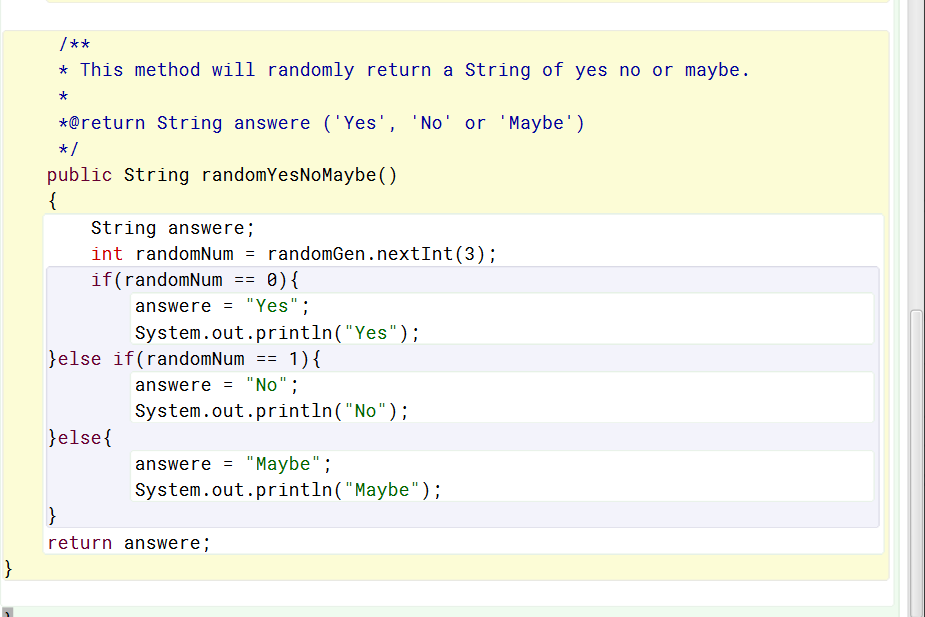 /**
* This method will randomly return a String of yes no or maybe.
*
*@return String answere ('Yes', 'No' or 'Maybe')
*/
public String randomYesNoMaybe()
{
String answere;
int randomNum = randomGen.nextInt(3);
if(randomNum == 0){
answere = "Yes";
System.out.println("Yes");
}else if(randomNum == 1){
answere = "No";
System.out.println("No");
}else{
answere = "Maybe";
System.out.println("Maybe");
}
return answere;
}